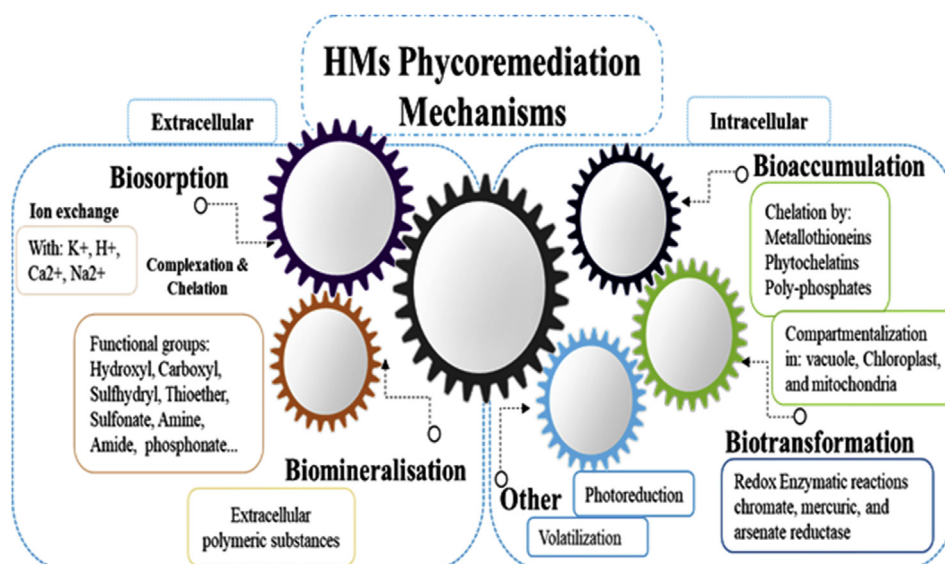 HMs Phycoremediation
Mechanisms
Extracellular
Biosorption
Ion exchange
With: K+, H+,
Ca2+, Na2+
Complexation &
Chelation
Functional groups:
Hydroxyl, Carboxyl,
Sulfhydryl, Thioether,
Sulfonate, Amine,
Amide, phosphonate...
Biomineralisation
Extracellular
polymeric substances
Intracellular
Bioaccumulation
Chelation by:
Metallothioneins
Phytochelatins
Poly-phosphates
Compartmentalization
in: vacuole, Chloroplast,
and mitochondria
Biotransformation
Redox Enzymatic reactions
chromate, mercuric, and
arsenate reductase
Other
Photoreduction
Volatilization